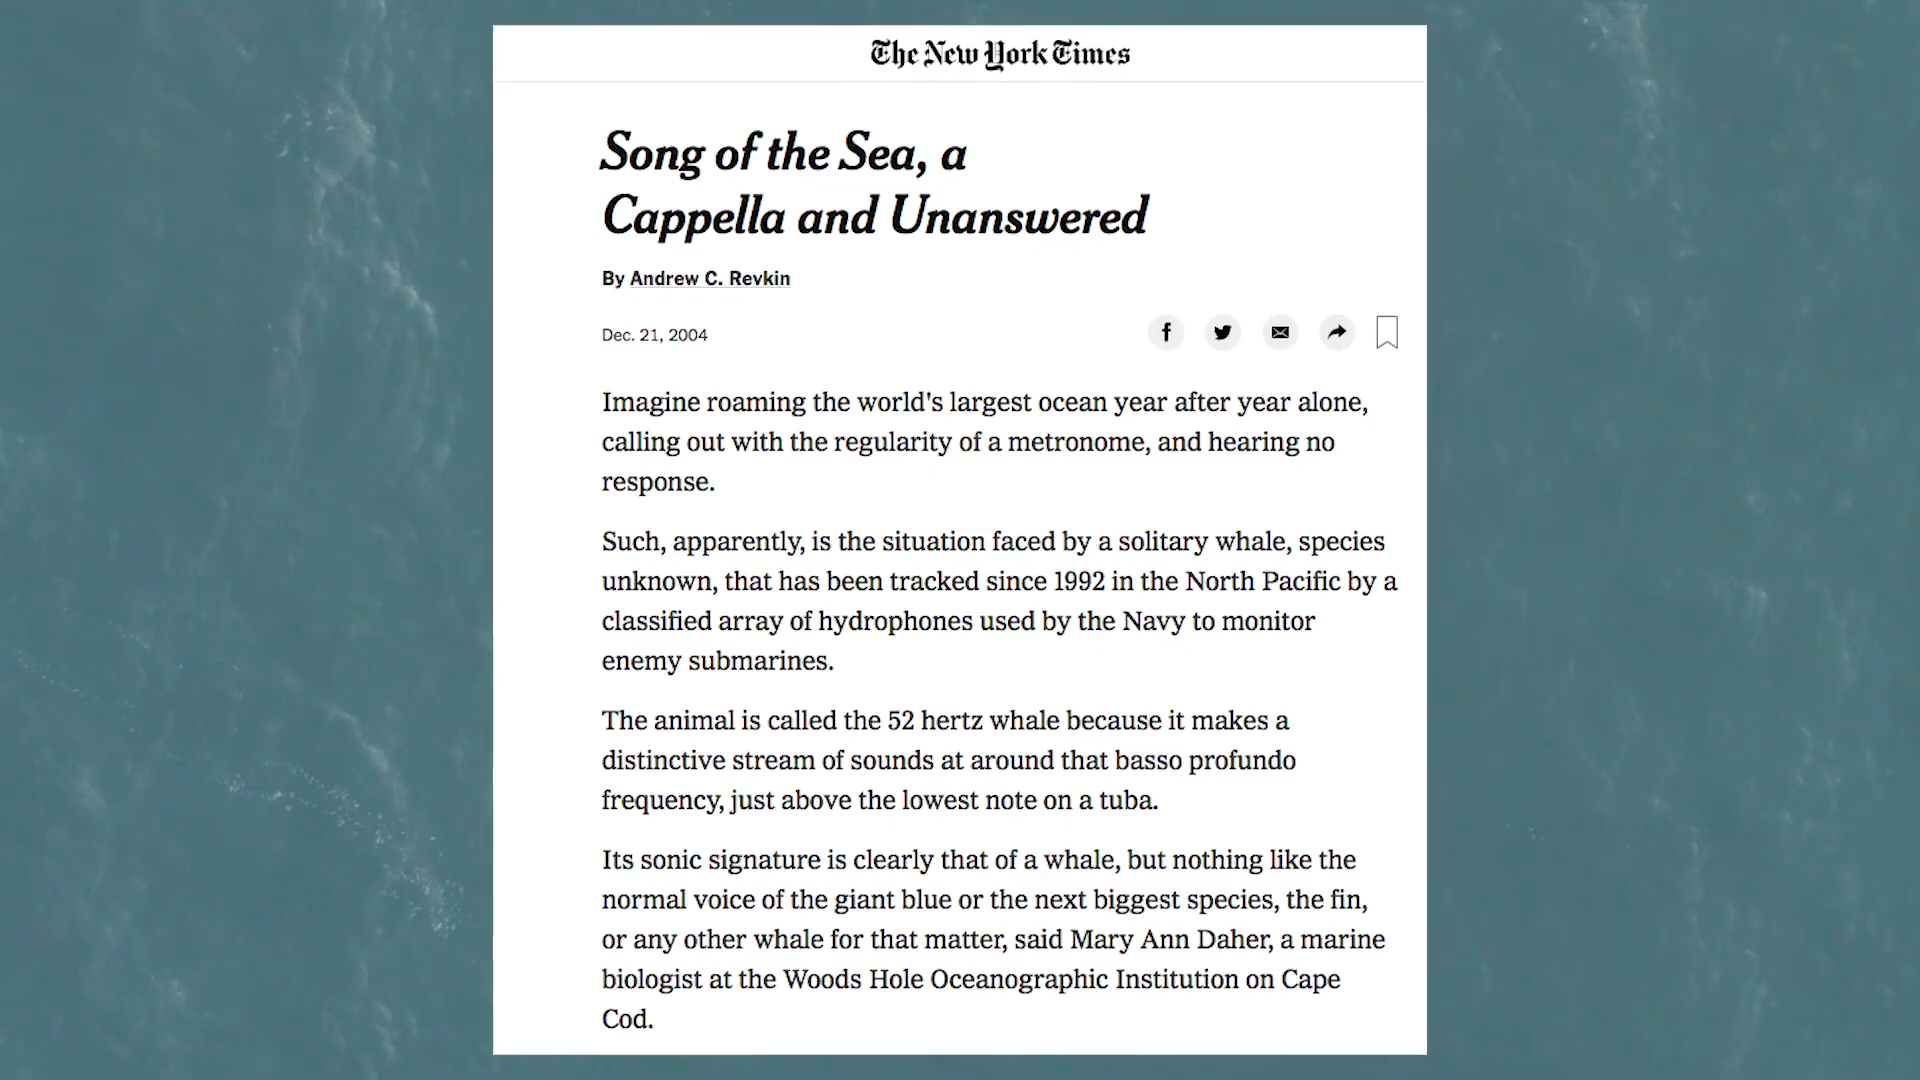 The New York Times
Song of the Sea, a
Cappella and Unanswered
By Andrew C. Revkin
Dec. 21, 2004
Imagine roaming the world's largest ocean year after year alone,
calling out with the regularity of a metronome, and hearing no
response.
Such, apparently, is the situation faced by a solitary whale, species
unknown, that has been tracked since 1992 in the North Pacific by a
classified array of hydrophones used by the Navy to monitor
enemy submarines.
The animal is called the 52 hertz whale because it makes a
distinctive stream of sounds at around that basso profundo
frequency, just above the lowest note on a tuba.
Its sonic signature is clearly that of a whale, but nothing like the
normal voice of the giant blue or the next biggest species, the fin,
or any other whale for that matter, said Mary Ann Daher, a marine
biologist at the Woods Hole Oceanographic Institution on Cape
Cod.